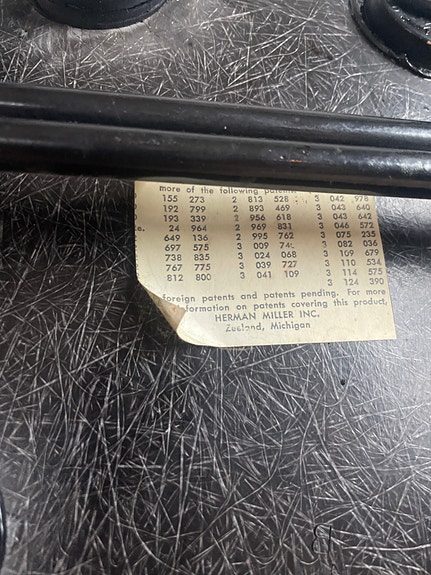 more of the following patents
155 273 2 813 528 3 042 978
192 799 2 893 469 3 043 640
193 339 2 956 618 3 043 642
24 964 2 969 831 3 046 572
649 136 2 995 762 3 075 235
697 575 3 009 74 3 082 036
738 835 3 024 068 3 109 679
767 775 3 039 727 3 110 534
812 800 3 041 109 3 114 575
3 124 390
foreign patents and patents pending. For more
information on patents covering this product,
HERMAN MILLER INC.
Zeeland, Michigan